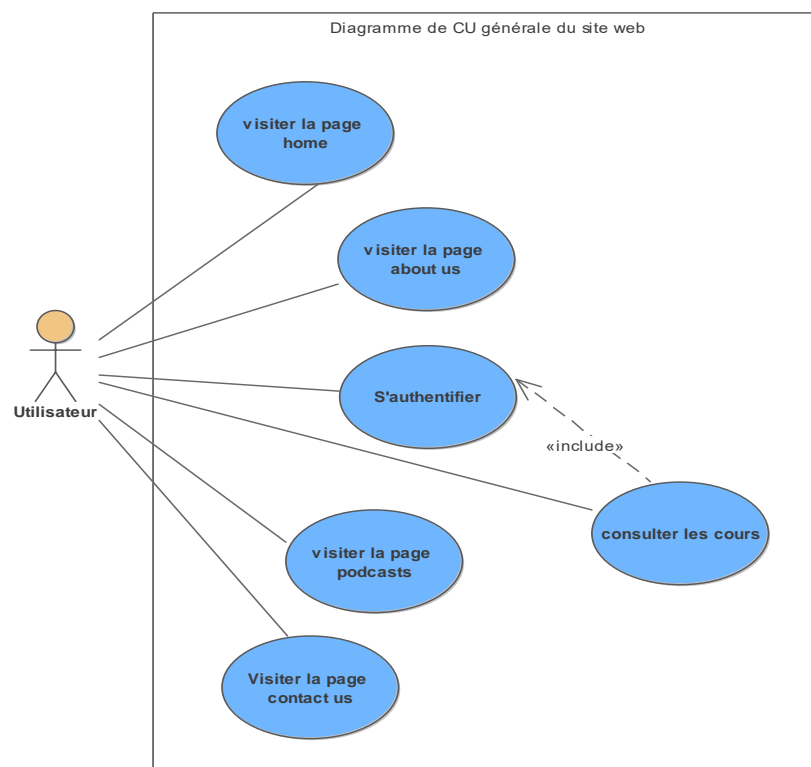 Diagramme de CU générale du site web
visiter la page
home
visiter la page
about us
S'authentifier
Utilisateur
«include»
consulter les cours
visiter la page
podcasts
Visiter la page
contact us